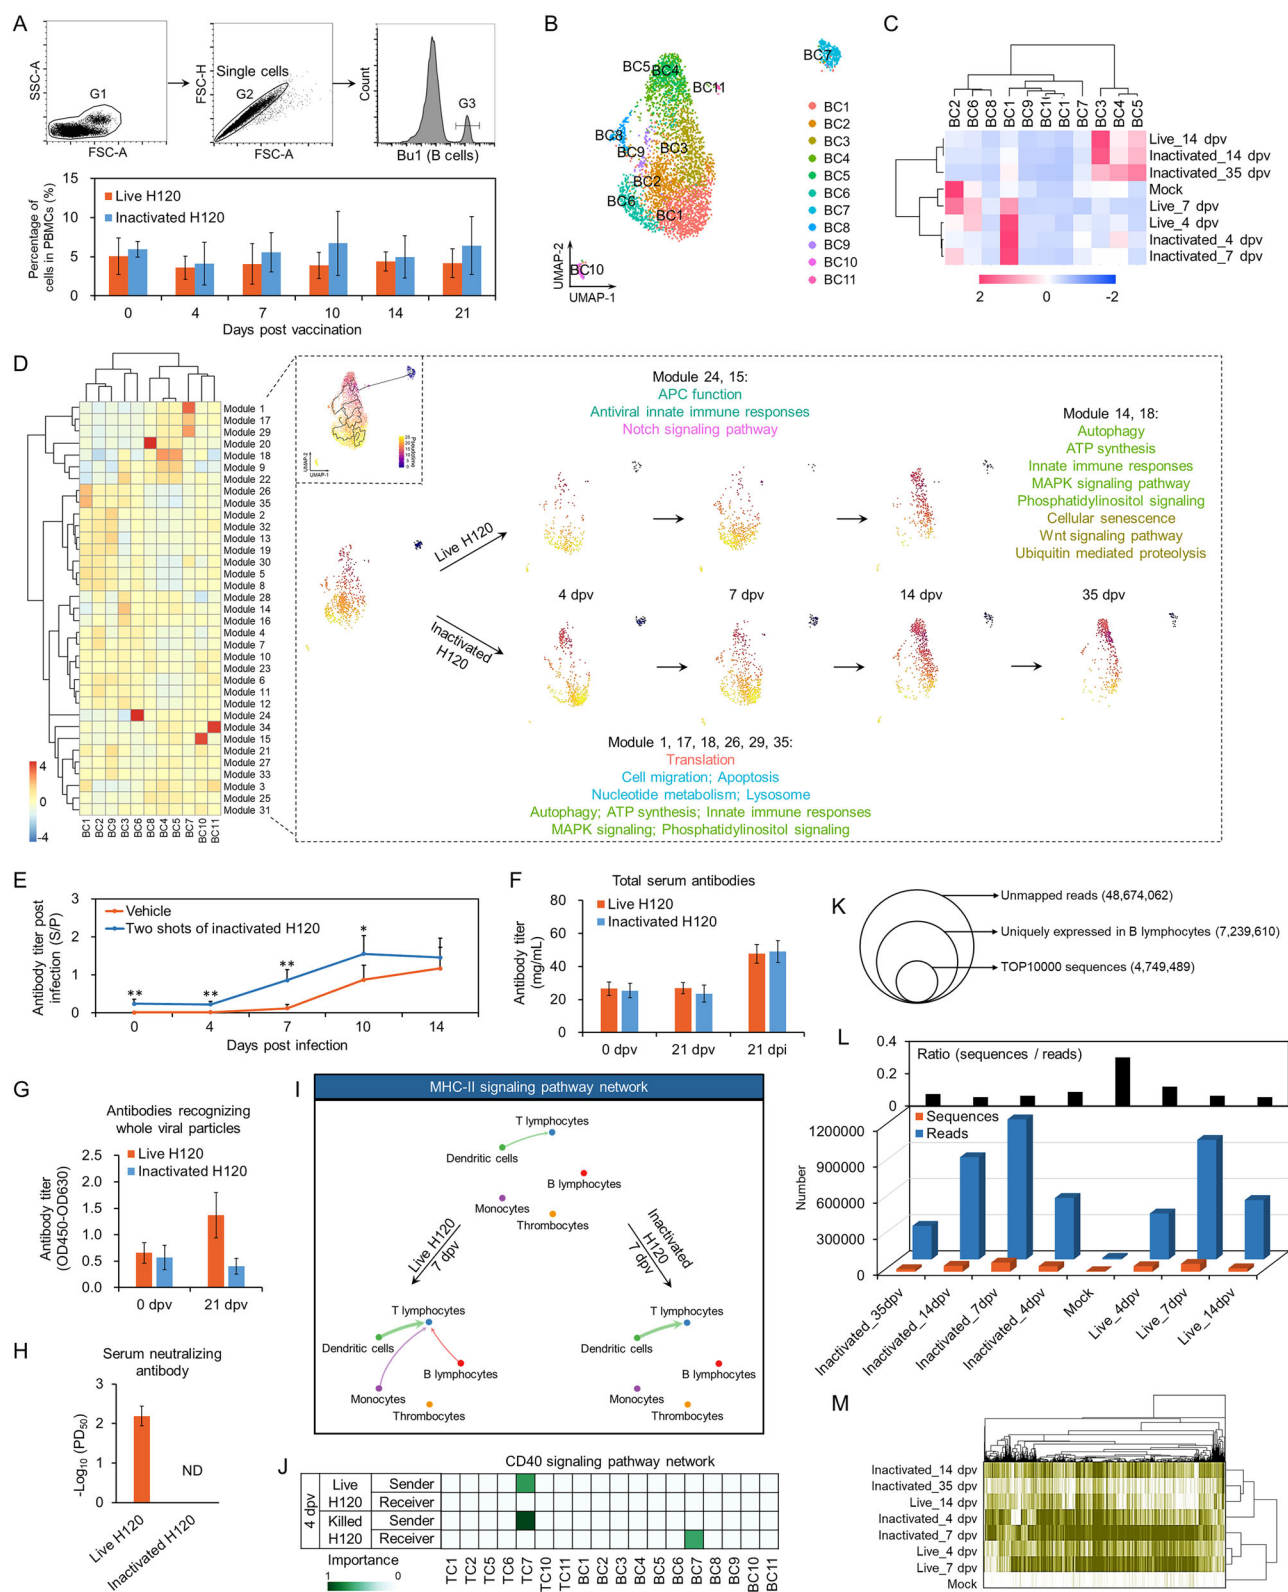 A
SSC-A
G1
FSC-A
FSC-H
Single cells
G2
FSC-A
Count
G3
Bu1 (B cells)
Percentage of
cells in PBMCs (%)
15
10
5
0
Live H120
Inactivated H120
0 4 7 10 14 21
Days post vaccination
B
BC5
BC4
BC7
BC11
BC8
BC9
BC3
BC2
BC6
BC1
BC10
UMAP-2
UMAP-1
BC1
BC2
BC3
BC4
BC5
BC6
BC7
BC8
BC9
BC10
BC11
C
BC2
BC6
BC8
BC1
BC9
BC1(
BC1'
BC7
BC3
BC4
BC5
Live_14 dpv
Inactivated_14 dpv
Inactivated_35 dpv
Mock
Live_7 dpv
Live_4 dpv
Inactivated_4 dpv
Inactivated_7 dpv
2 0 -2
D
Module 1
Module 17
Module 29
Module 20
Module 18
Module 9
Module 22
Module 26
Module 35
Module 2
Module 32
Module 13
Module 19
Module 30
Module 5
Module 8
Module 28
Module 14
Module 16
Module 4
Module 7
Module 10
Module 23
Module 6
Module 11
Module 12
Module 24
Module 34
Module 15
Module 21
Module 27
Module 33
Module 3
Module 25
Module 31
4
0
-4
BC1
BC2
BC9
BC3
BC6
BC8
BC4
BC5
BC7
BC10
BC11
UMAP-2
UMAP-1
Pseudotime
25
20
15
10
5
0
Module 24, 15:
APC function
Antiviral innate immune responses
Notch signaling pathway
Module 14, 18:
Autophagy
ATP synthesis
Innate immune responses
MAPK signaling pathway
Phosphatidylinositol signaling
Cellular senescence
Wnt signaling pathway
Ubiquitin mediated proteolysis
Live H120
Inactivated
H120
4 dpv 7 dpv 14 dpv 35 dpv
Module 1, 17, 18, 26, 29, 35:
Translation
Cell migration; Apoptosis
Nucleotide metabolism; Lysosome
Autophagy; ATP synthesis; Innate immune responses
MAPK signaling; Phosphatidylinositol signaling
E
Antibody titer post
infection (S/P)
3
2
1
0
Vehicle
Two shots of inactivated H120
** ** ** *
0 4 7 10 14
Days post infection
F
Total serum antibodies
Antibody titer
(mg/mL)
80
60
40
20
0
Live H120
Inactivated H120
0 dpv 21 dpv 21 dpi
G
Antibodies recognizing
whole viral particles
Antibody titer
(OD450-OD630)
2.5
2.0
1.5
1.0
0.5
0.0
Live H120
Inactivated H120
0 dpv 21 dpv
H
Serum neutralizing
antibody
-Log10 (PD50)
3
2
1
0
ND
Live H120
Inactivated H120
I
MHC-II signaling pathway network
T lymphocytes
Dendritic cells
B lymphocytes
Monocytes
Thrombocytes
Live H120
7 dpv
Inactivated
H120
7 dpv
T lymphocytes
Dendritic cells
B lymphocytes
Monocytes
Thrombocytes
T lymphocytes
Dendritic cells
B lymphocytes
Monocytes
Thrombocytes
J
CD40 signaling pathway network
4 dpv
Live
H120
Killed
H120
Sender
Receiver
Sender
Receiver
Importance
1 0
TC1
TC2
TC5
TC6
TC7
TC10
TC11
BC1
BC2
BC3
BC4
BC5
BC6
BC7
BC8
BC9
BC10
BC11
K
Unmapped reads (48,674,062)
Uniquely expressed in B lymphocytes (7,239,610)
TOP10000 sequences (4,749,489)
L
0.4
0.2
0
Ratio (sequences / reads)
Sequences
Reads
Number
1200000
900000
600000
300000
0
Inactivated_35dpv
Inactivated_14dpv
Inactivated_7dpv
Inactivated_4dpv
Mock
Live_4dpv
Live_7dpv
Live_14dpv
M
Inactivated_14 dpv
Inactivated_35 dpv
Live_14 dpv
Inactivated_4 dpv
Inactivated_7 dpv
Live_4 dpv
Live_7 dpv
Mock